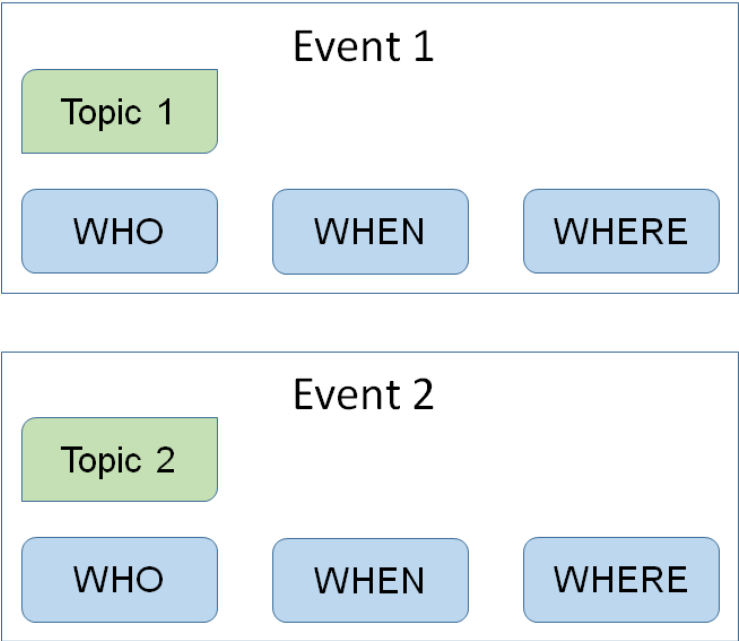 Event 1
Topic 1
WHO WHEN WHERE
Event 2
Topic 2
WHO WHEN WHERE